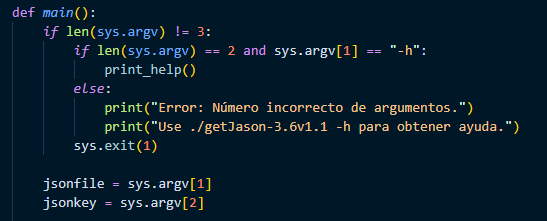 def main():
    if len(sys.argv) != 3:
        if len(sys.argv) == 2 and sys.argv[1] == "-h":
            print_help()
        else:
            print("Error: Número incorrecto de argumentos.")
            print("Use ./getJason-3.6v1.1 -h para obtener ayuda.")
        sys.exit(1)

    jsonfile = sys.argv[1]
    jsonkey = sys.argv[2]